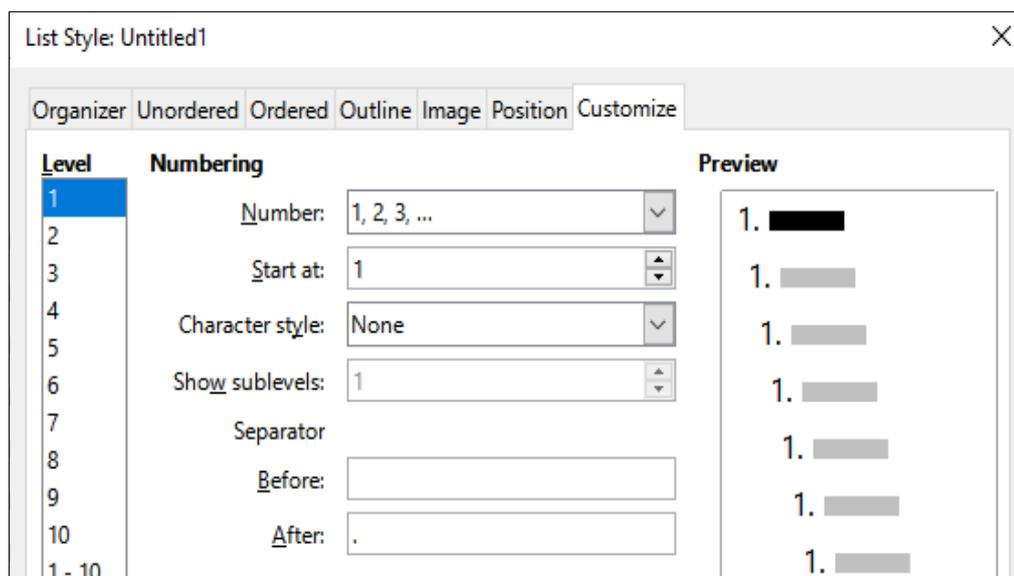 List Style: Untitled1
Organizer Unordered Ordered Outline Image Position Customize
Level
1
2
3
4
5
6
7
8
9
10
1 - 10
Numbering
Number: 1, 2, 3, ...
Start at: 1
Character style: None
Show sublevels: 1
Separator
Before:
After: .
Preview
1.
1.
1.
1.
1.
1.
1.